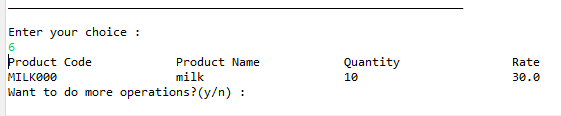 Enter your choice :
6
Product Code Product Name Quantity Rate
MILK000 milk 10 30.0
Want to do more operations?(y/n) :